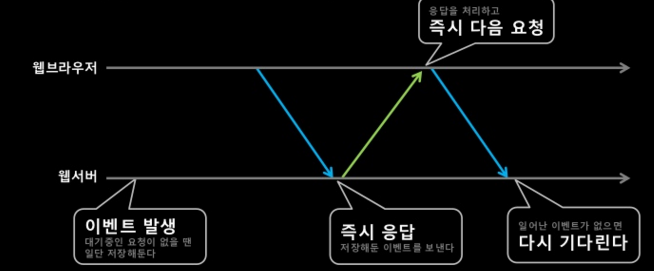 응답을 처리하고
즉시 다음 요청
웹브라우저
웹서버
이벤트 발생
대기중인 요청이 없을 땐
일단 저장해둔다
즉시 응답
저장해둔 이벤트를 보낸다
일어난 이벤트가 없으면
다시 기다린다